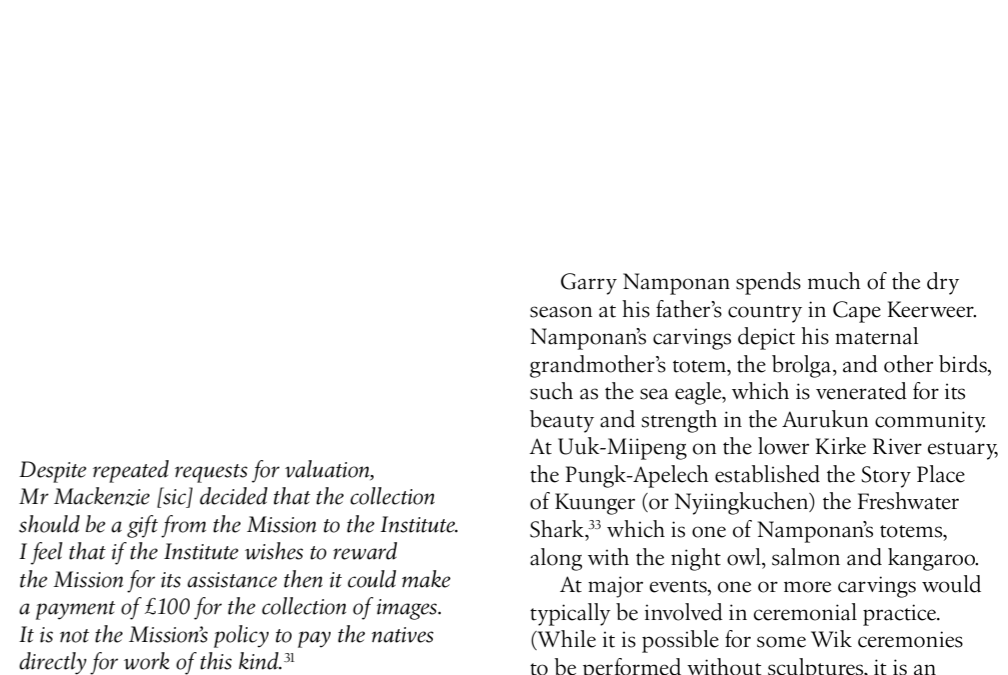 Despite repeated requests for valuation,
Mr Mackenzie [sic] decided that the collection
should be a gift from the Mission to the Institute.
I feel that if the Institute wishes to reward
the Mission for its assistance then it could make
a payment of £100 for the collection of images.
It is not the Mission's policy to pay the natives
directly for work of this kind.³¹
Garry Namponan spends much of the dry
season at his father's country in Cape Keerweer.
Namponan's carvings depict his maternal
grandmother's totem, the brolga, and other birds,
such as the sea eagle, which is venerated for its
beauty and strength in the Aurukun community.
At Uuk-Miipeng on the lower Kirke River estuary,
the Pungk-Apelech established the Story Place
of Kuunger (or Nyiingkuchen) the Freshwater
Shark,³³ which is one of Namponan's totems,
along with the night owl, salmon and kangaroo.
At major events, one or more carvings would
typically be involved in ceremonial practice.
(While it is possible for some Wik ceremonies
to be performed without sculptures, it is an